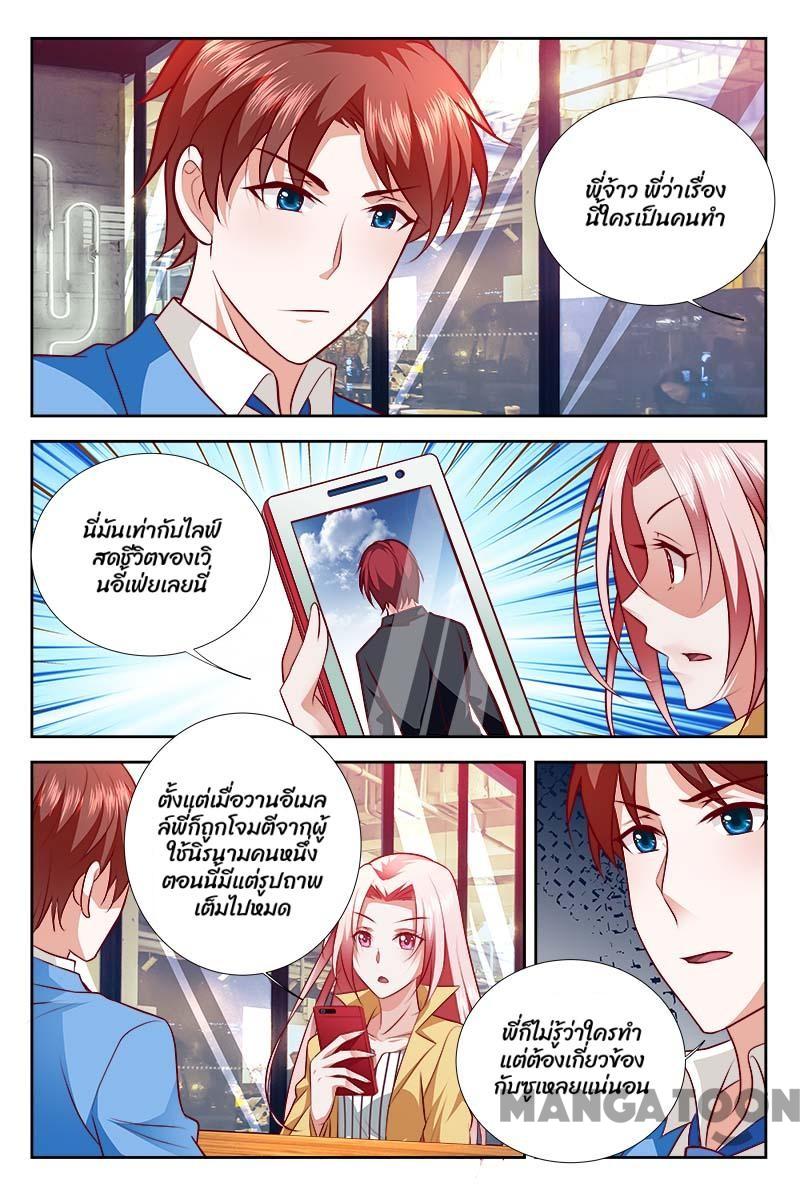 พี่จ้าว พี่ว่าเรื่อง
นี้ใครเป็นคนทำ
นี่มันเท่ากับไลฟ์
สดชีวิตของเวิ
นอี้เฟ่ยเลยนี่
ตั้งแต่เมื่อวานอีเมล
ล์พี่ก็ถูกโจมตีจากผู้
ใช้นิรนามคนหนึ่ง
ตอนนี้มีแต่รูปถาพ
เต็มไปหมด
พี่ก็ไม่รู้ว่าใครทำ
แต่ต้องเกี่ยวข้อง
กับซูเหลยแน่นอน
MANGATOON